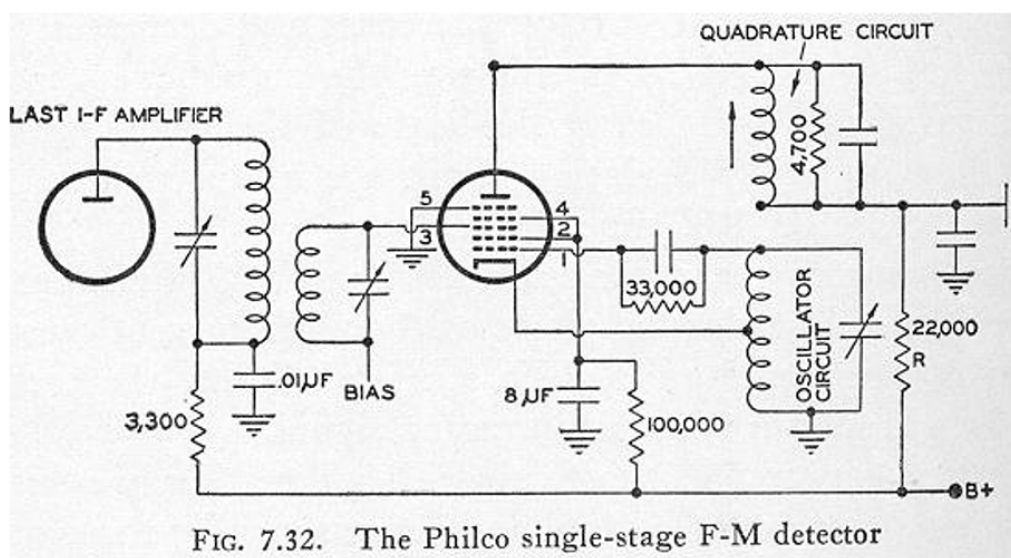 QUADRATURE CIRCUIT
LAST I-F AMPLIFIER
4,700
5
4
3
2
1
33,000
OSCILLATOR
CIRCUIT
22,000
R
.01µF
BIAS
8µF
3,300
100,000
B+
FIG. 7.32. The Philco single-stage F-M detector